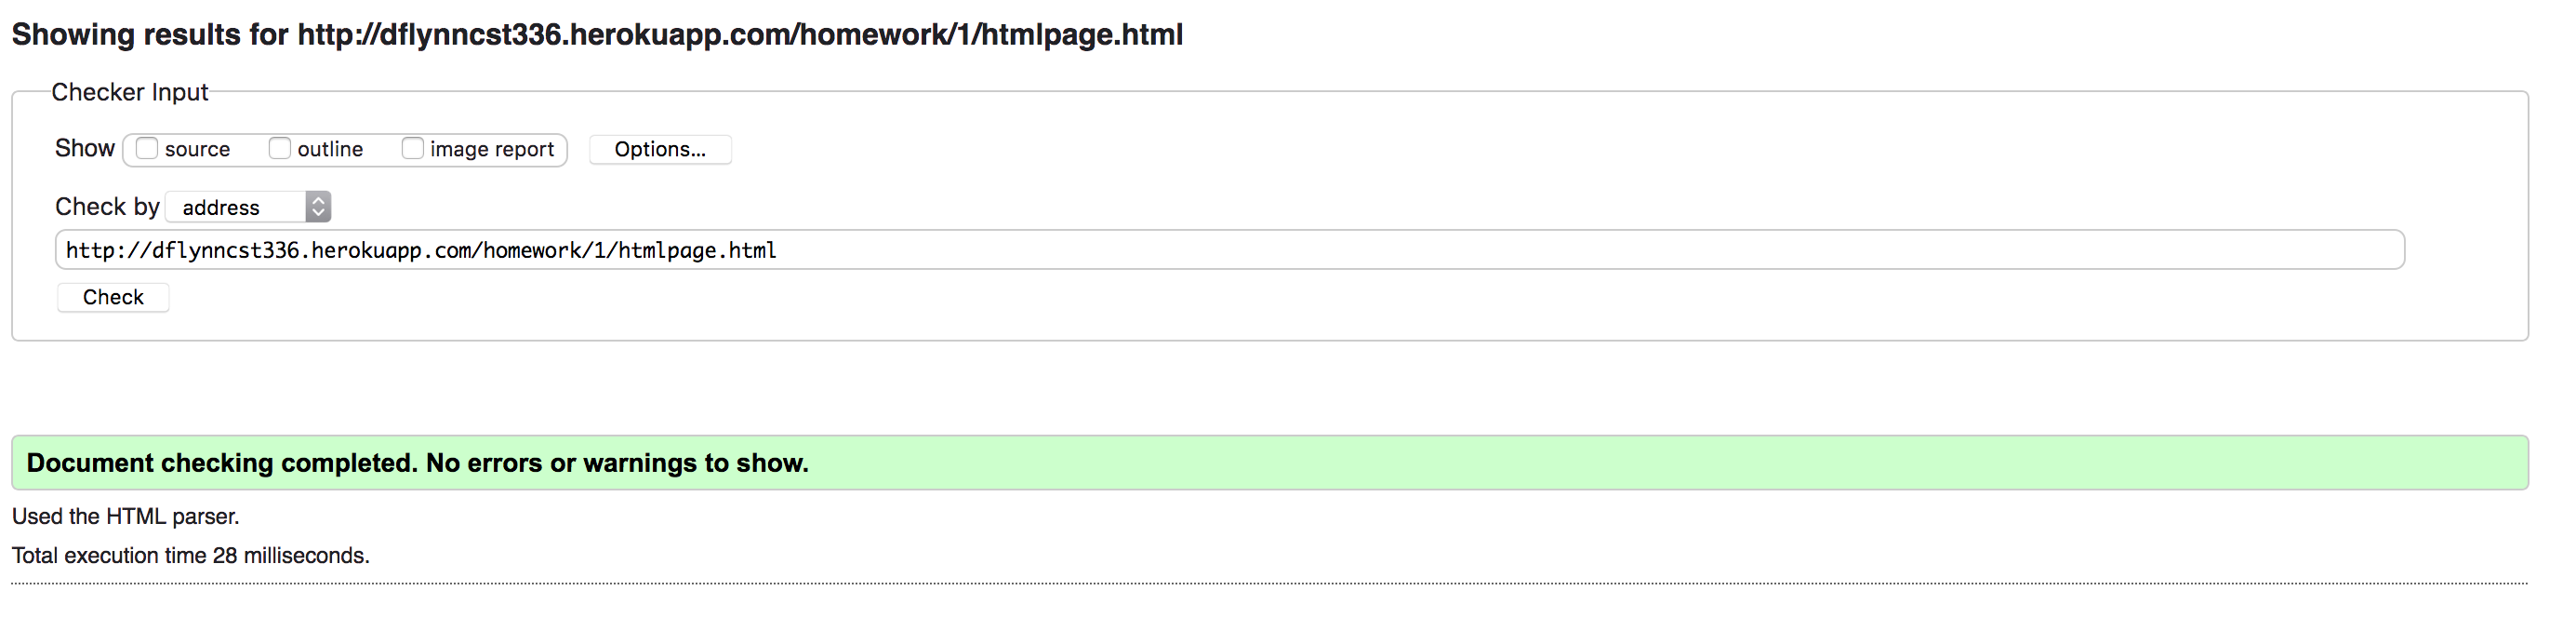 Showing results for http://dflynncst336.herokuapp.com/homework/1/htmlpage.html
Checker Input
Show source outline image report Options...
Check by address
http://dflynncst336.herokuapp.com/homework/1/htmlpage.html
Check
Document checking completed. No errors or warnings to show.
Used the HTML parser.
Total execution time 28 milliseconds.